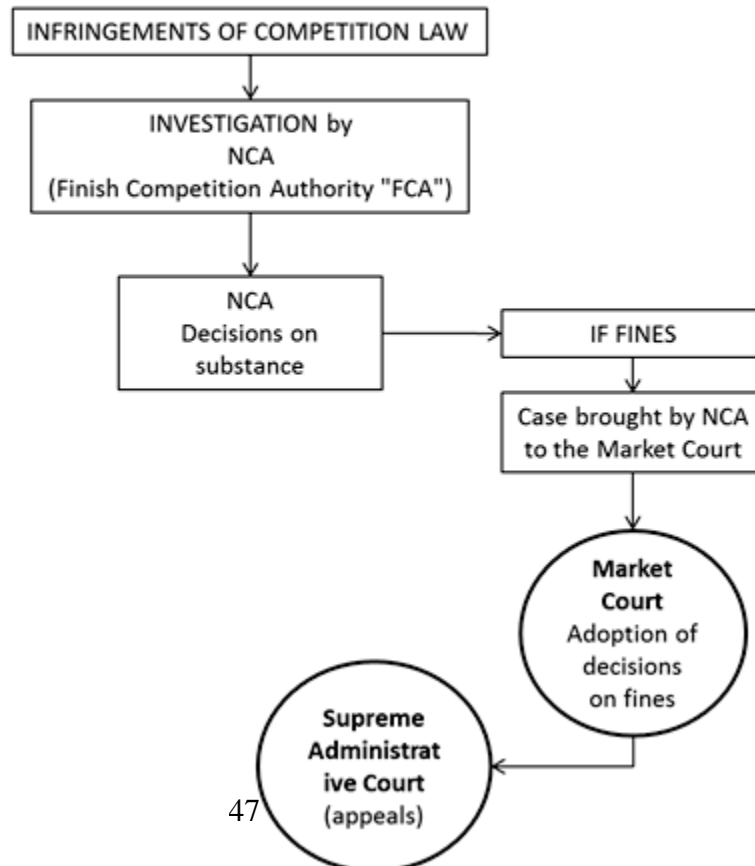 INFRINGEMENTS OF COMPETITION LAW
INVESTIGATION by
NCA
(Finish Competition Authority "FCA")
NCA
Decisions on
substance
IF FINES
Case brought by NCA
to the Market Court
Market
Court
Adoption of
decisions
on fines
Supreme
Administrat
ive Court
(appeals)
47